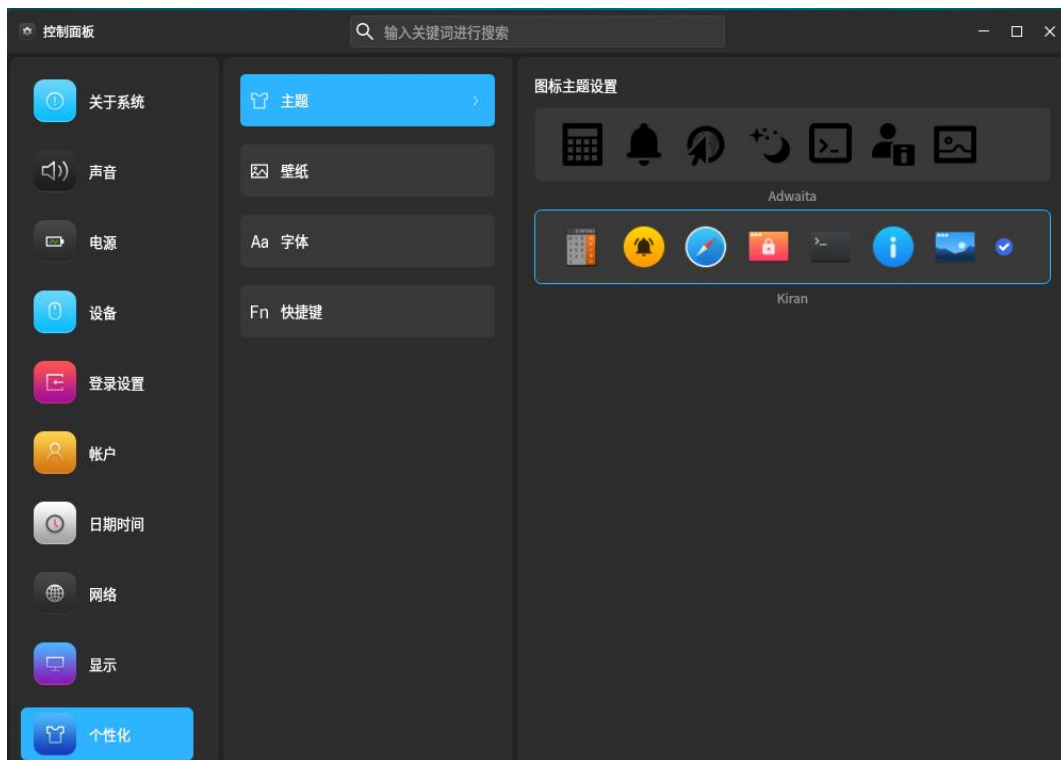 控制面板
输入关键词进行搜索
关于系统
声音
电源
设备
登录设置
帐户
日期时间
网络
显示
个性化
主题
壁纸
Aa 字体
Fn 快捷键
图标主题设置
Adwaita
Kiran